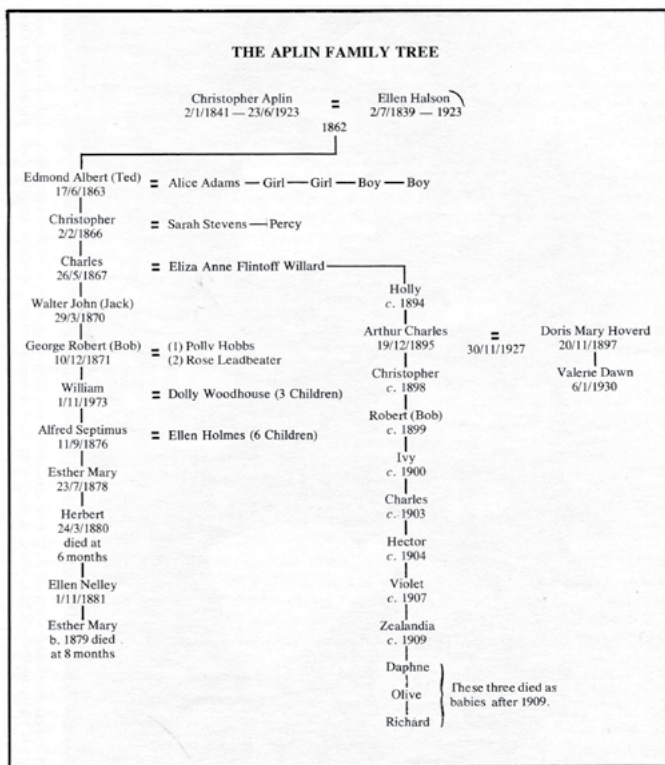 THE APLIN FAMILY TREE
Christopher Aplin = Ellen Halson
2/1/1841 — 23/6/1923 2/7/1839 — 1923
1862
Edmond Albert (Ted) = Alice Adams — Girl — Girl — Boy — Boy
17/6/1863
Christopher = Sarah Stevens — Percy
2/2/1866
Charles = Eliza Anne Flintoff Willard
26/5/1867
Walter John (Jack)
29/3/1870
George Robert (Bob) = (1) Polly Hobbs
10/12/1871 (2) Rose Leadbeater
William = Dolly Woodhouse (3 Children)
1/11/1973
Alfred Septimus = Ellen Holmes (6 Children)
11/9/1876
Esther Mary
23/7/1878
Herbert
24/3/1880
died at
6 months
Ellen Nelley
1/11/1881
Esther Mary
b. 1879 died
at 8 months
Holly
c. 1894
Arthur Charles = Doris Mary Hoverd
19/12/1895 30/11/1927 20/11/1897
Valerie Dawn
6/1/1930
Christopher
c. 1898
Robert (Bob)
c. 1899
Ivy
c. 1900
Charles
c. 1903
Hector
c. 1904
Violet
c. 1907
Zealandia
c. 1909
Daphne
Olive
Richard
These three died as
babies after 1909.